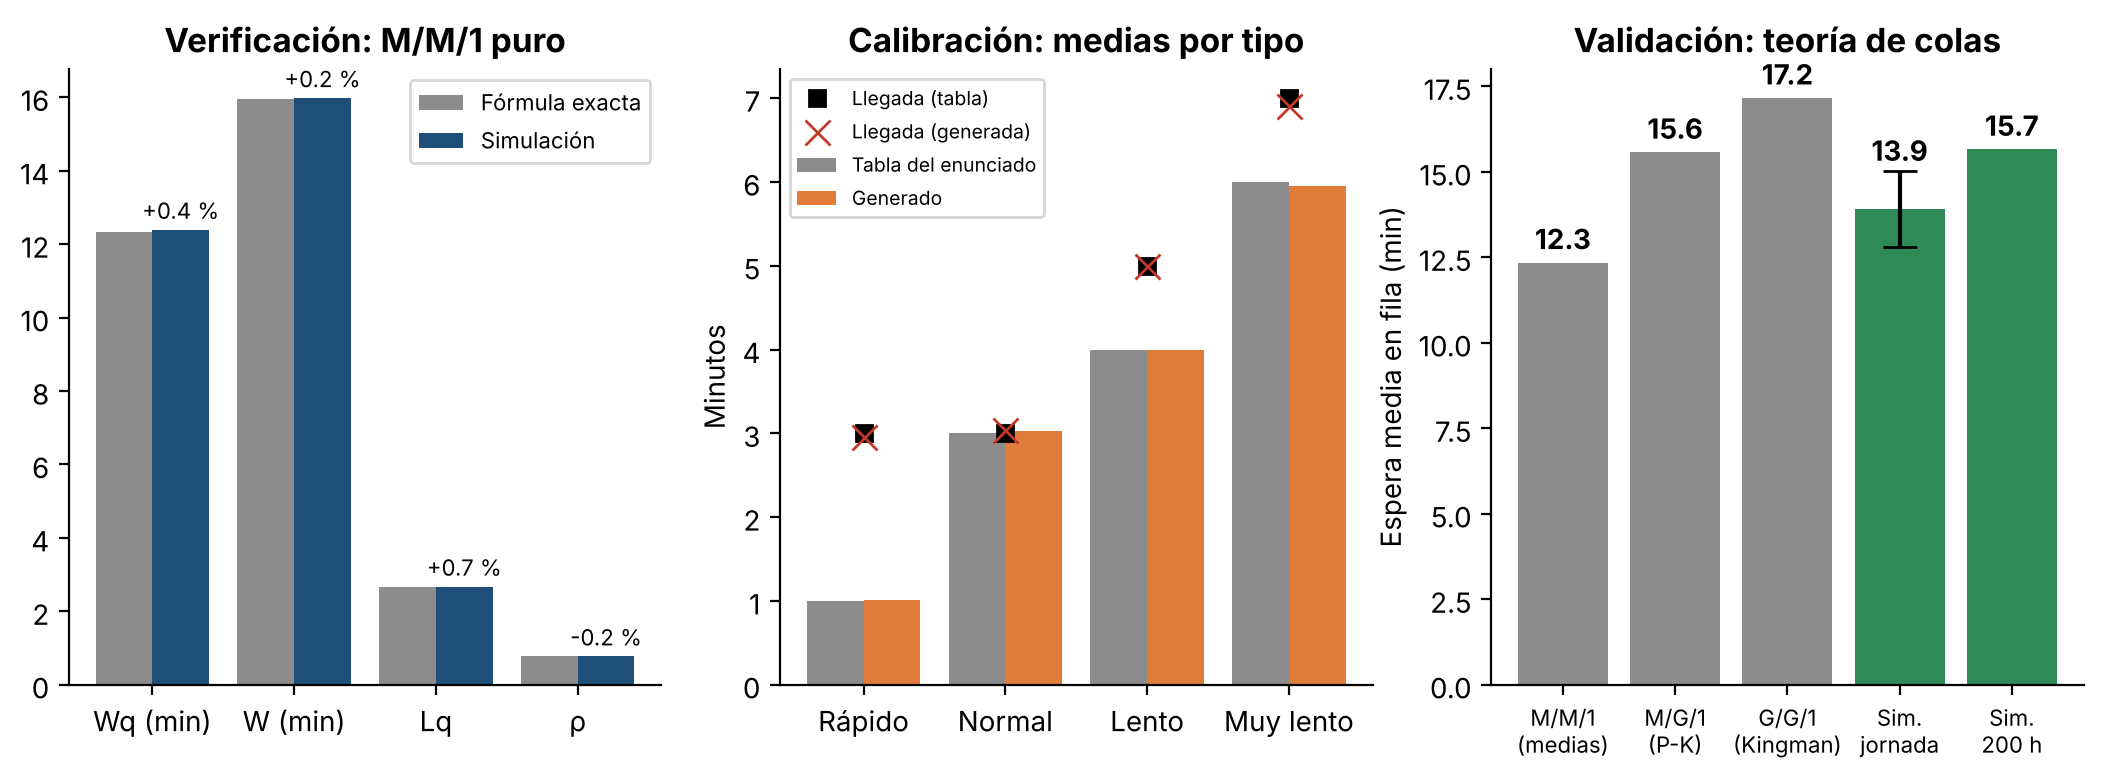 Verificación: M/M/1 puro
16
14
12
10
8
6
4
2
0
+0.4 %
+0.2 %
+0.7 %
-0.2 %
Fórmula exacta
Simulación
Wq (min)
W (min)
Lq
ρ
Calibración: medias por tipo
Minutos
7
6
5
4
3
2
1
0
Llegada (tabla)
Llegada (generada)
Tabla del enunciado
Generado
Rápido
Normal
Lento
Muy lento
Validación: teoría de colas
Espera media en fila (min)
17.5
15.0
12.5
10.0
7.5
5.0
2.5
0.0
12.3
15.6
17.2
13.9
15.7
M/M/1
(medias)
M/G/1
(P-K)
G/G/1
(Kingman)
Sim.
jornada
Sim.
200 h